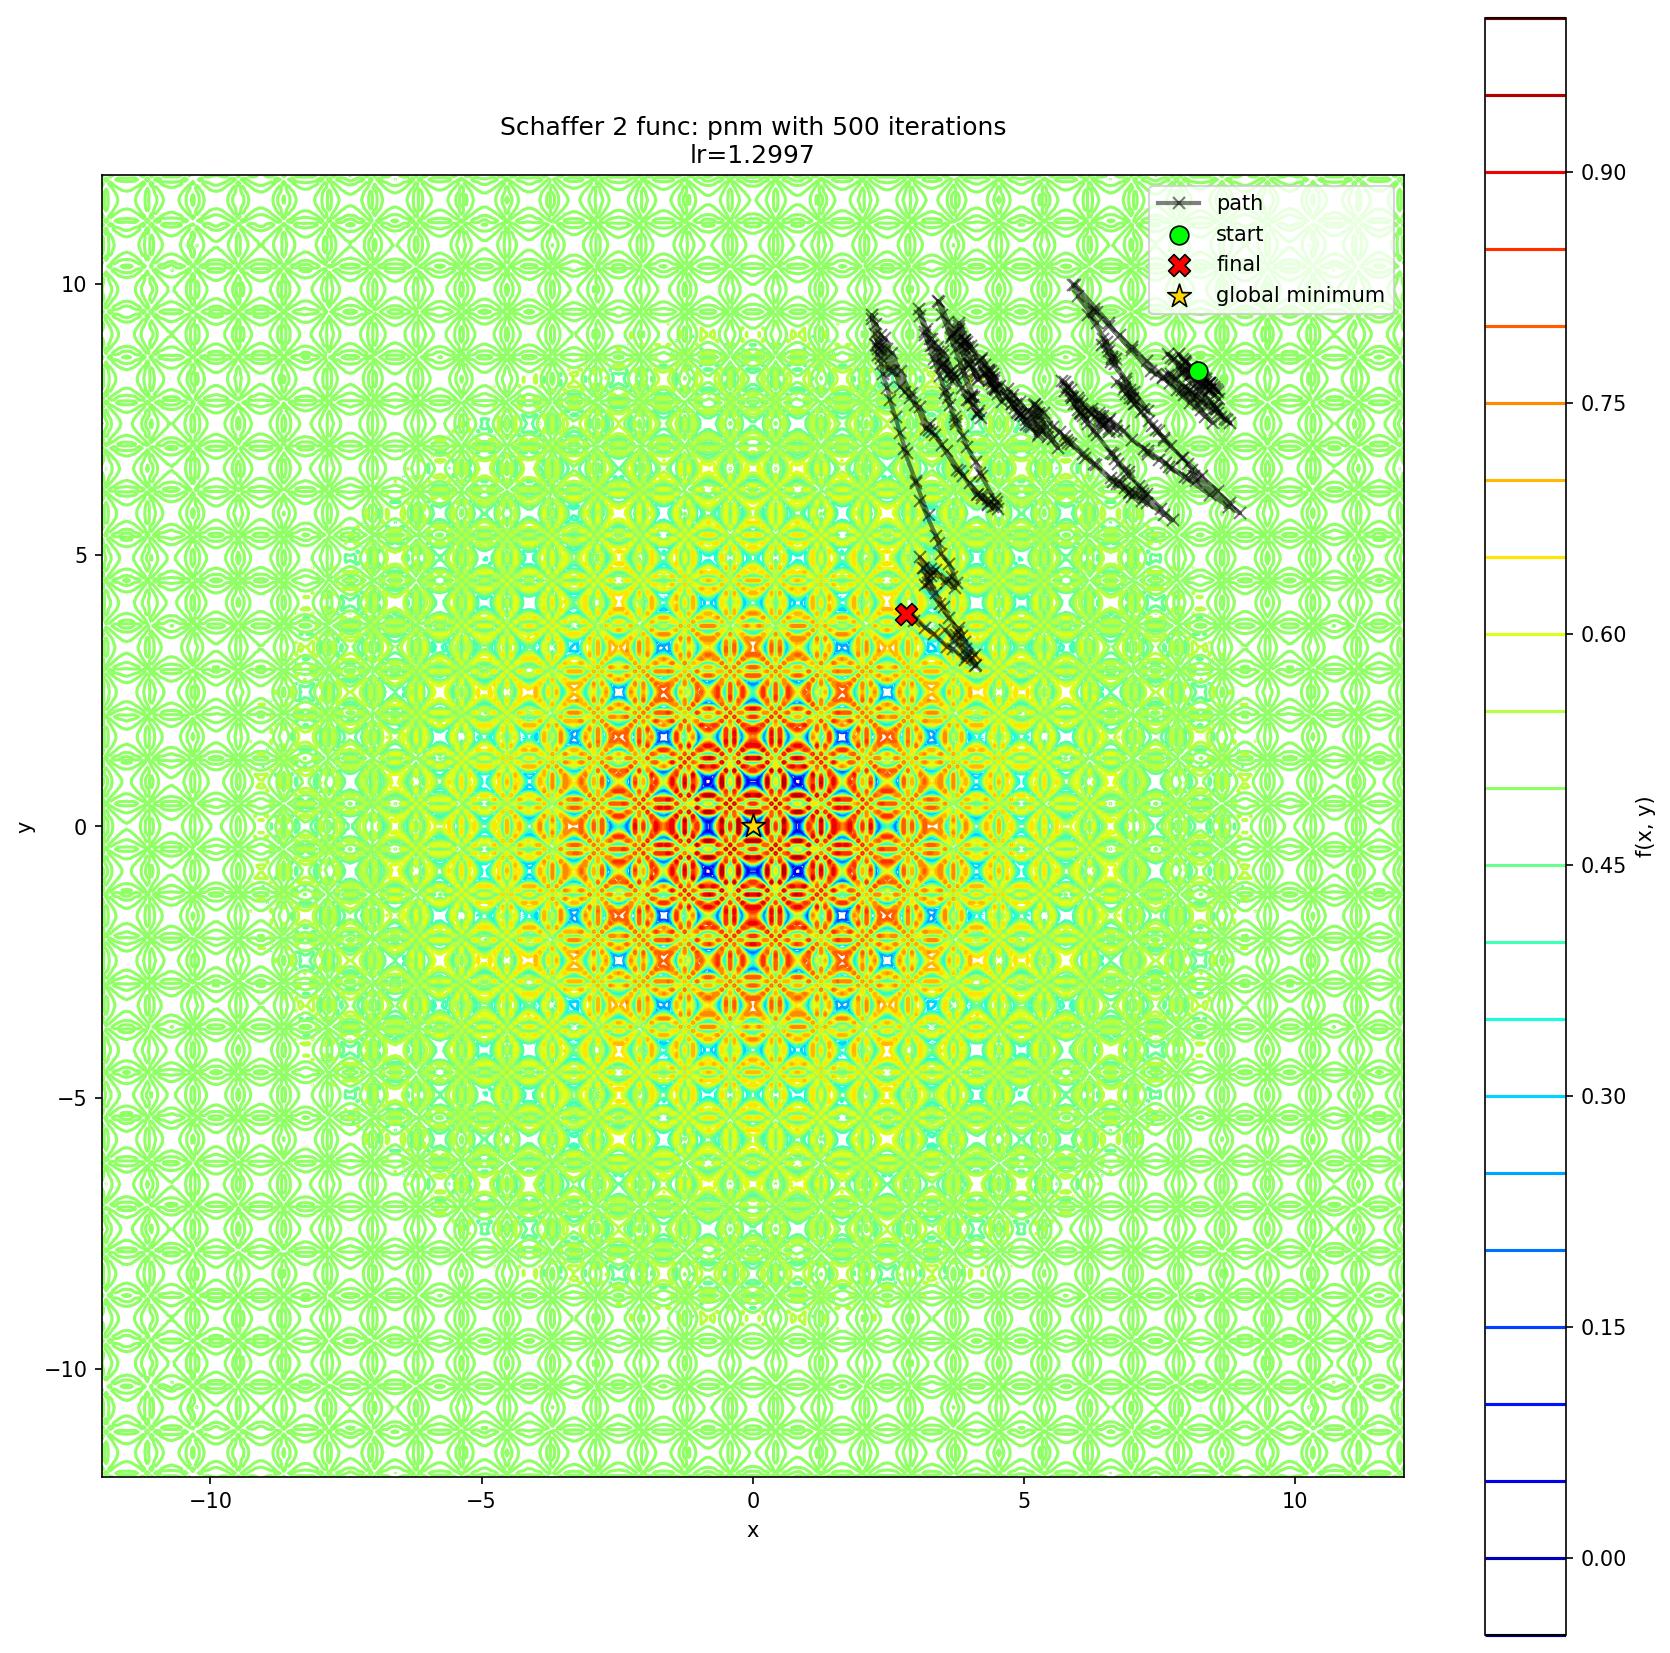 Schaffer 2 func: pnm with 500 iterations
lr=1.2997
path
start
final
global minimum
10
5
0
−5
−10
y
−10
−5
0
5
10
x
0.90
0.75
0.60
0.45
0.30
0.15
0.00
f(x, y)